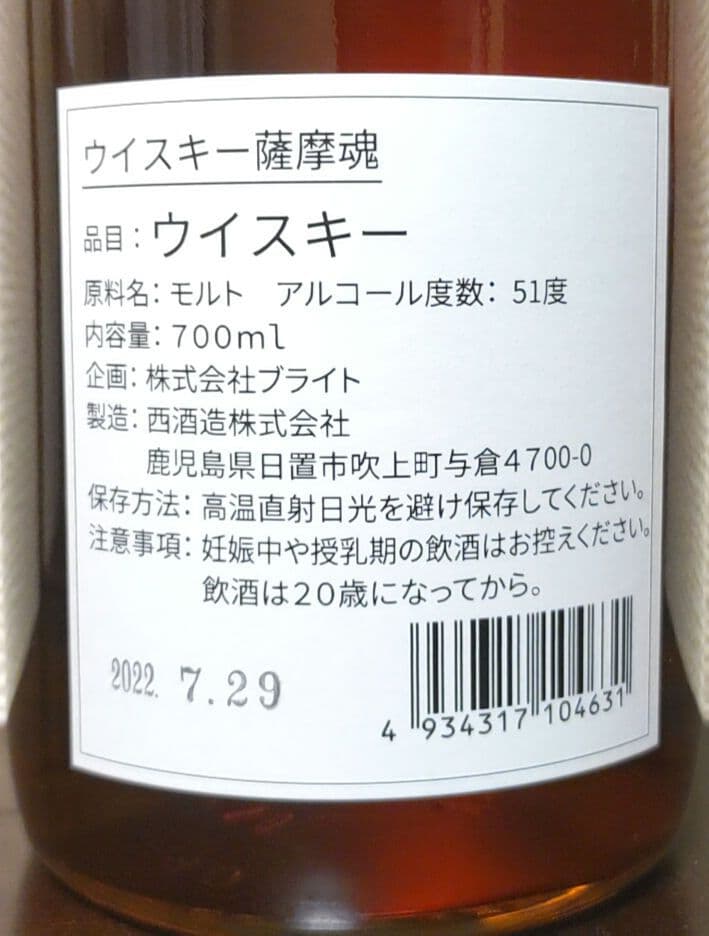 ウイスキー薩摩魂
品目：ウイスキー
原料名：モルト　アルコール度数：51度
内容量：７００ｍｌ
企画：株式会社ブライト
製造：西酒造株式会社
鹿児島県日置市吹上町与倉４７００-０
保存方法：高温直射日光を避け保存してください。
注意事項：妊娠中や授乳期の飲酒はお控えください。
飲酒は２０歳になってから。
2022. 7.29
4 934317 104631